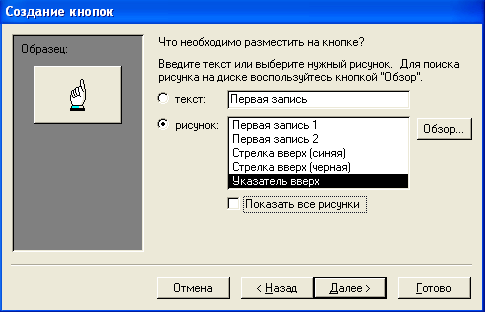 Создание кнопок
Образец:
Что необходимо разместить на кнопке?
Введите текст или выберите нужный рисунок. Для поиска
рисунка на диске воспользуйтесь кнопкой "Обзор".
текст:
Первая запись
рисунок:
Первая запись 1
Первая запись 2
Стрелка вверх (синяя)
Стрелка вверх (черная)
Указатель вверх
Обзор...
Показать все рисунки
Отмена
< Назад
Далее >
Готово